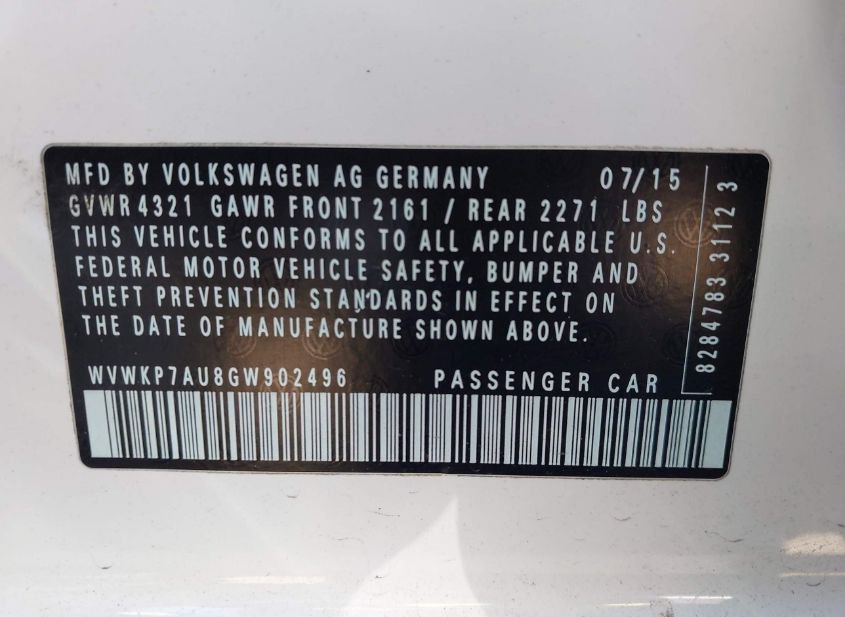 MFD BY VOLKSWAGEN AG GERMANY 07/15
GVWR 4321 GAWR FRONT 2161 / REAR 2271 LBS
THIS VEHICLE CONFORMS TO ALL APPLICABLE U.S.
FEDERAL MOTOR VEHICLE SAFETY, BUMPER AND
THEFT PREVENTION STANDARDS IN EFFECT ON
THE DATE OF MANUFACTURE SHOWN ABOVE.
WVWKP7AU8GW902496 PASSENGER CAR
8284783 3112 3